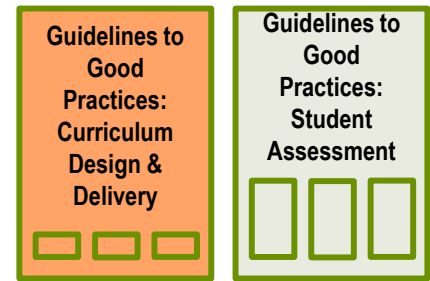 Guidelines to
Good
Practices:
Curriculum
Design &
Delivery
Guidelines to
Good
Practices:
Student
Assessment